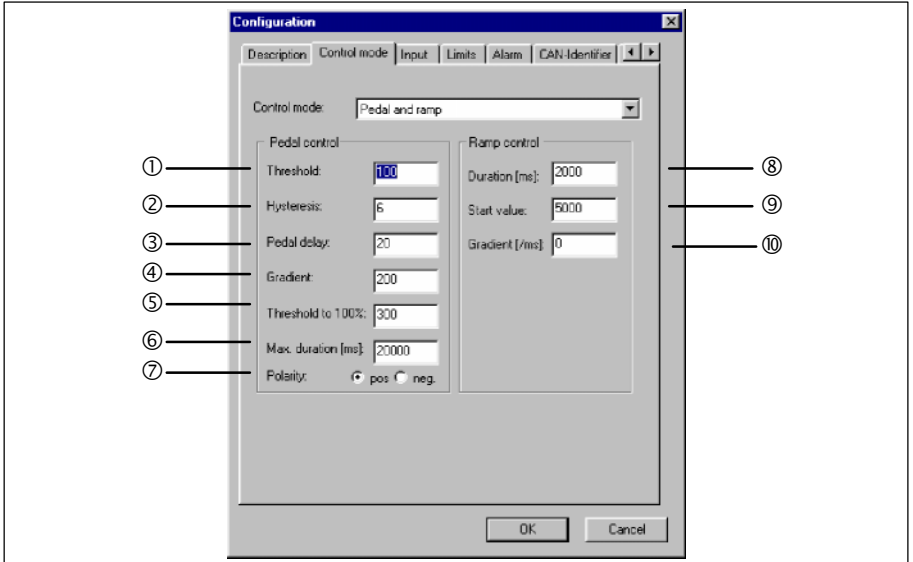 Configuration
Description Control mode Input Limits Alarm CAN-Identifier
Control mode: Pedal and ramp
Pedal control
① Threshold: 100
② Hysteresis: 6
③ Pedal delay: 20
④ Gradient: 200
⑤ Threshold to 100%: 300
⑥ Max. duration [ms]: 20000
⑦ Polarity: pos neg.
Ramp control
Duration [ms]: 2000 ⑧
Start value: 5000 ⑨
Gradient [/ms]: 0 ⑩
OK Cancel